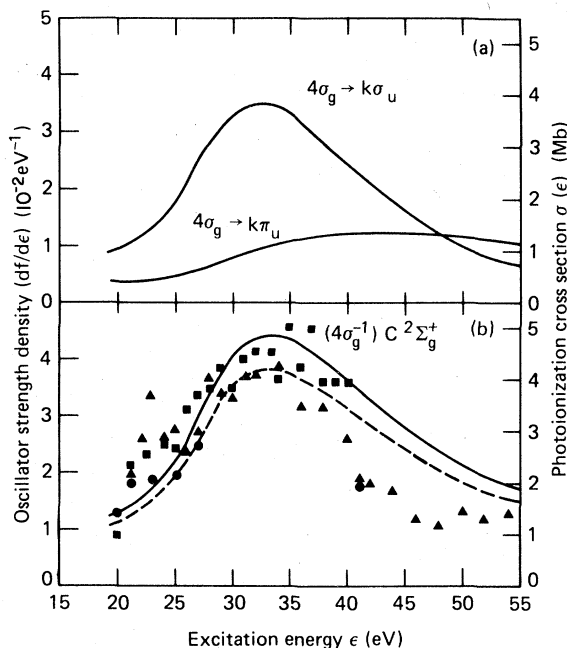 (a)
4σg → kσu
4σg → kπu
5
4
3
2
1
0
5
4
3
2
1
0
(b)
(4σg⁻¹) C ²Σg⁺
4
3
2
1
0
5
4
3
2
1
0
15 20 25 30 35 40 45 50 55
Excitation energy ϵ (eV)
Oscillator strength density (df/dϵ) (10⁻²eV⁻¹)
Photoionization cross section σ (ϵ) (Mb)